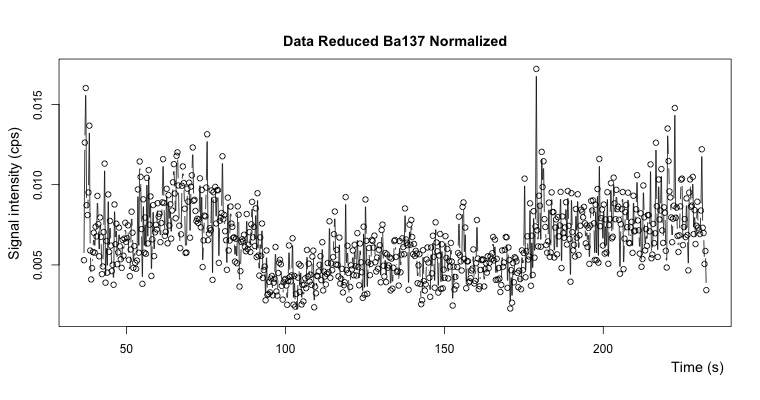 Data Reduced Ba137 Normalized
Signal intensity (cps)
0.015
0.010
0.005
50 100 150 200
Time (s)